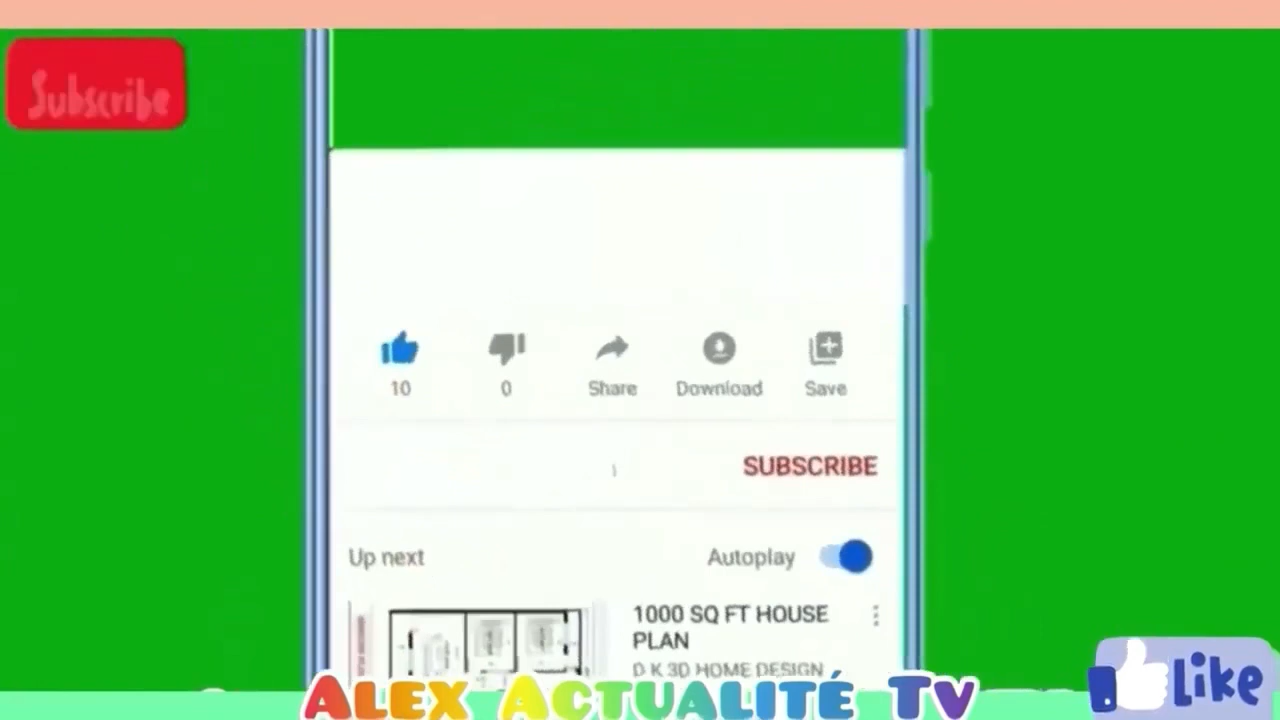 Subscribe
10
0
Share
Download
Save
SUBSCRIBE
Up next
Autoplay
1000 SQ FT HOUSE
PLAN
D K 3D HOME DESIGN
ALEX ACTUALITÉ TV
Like